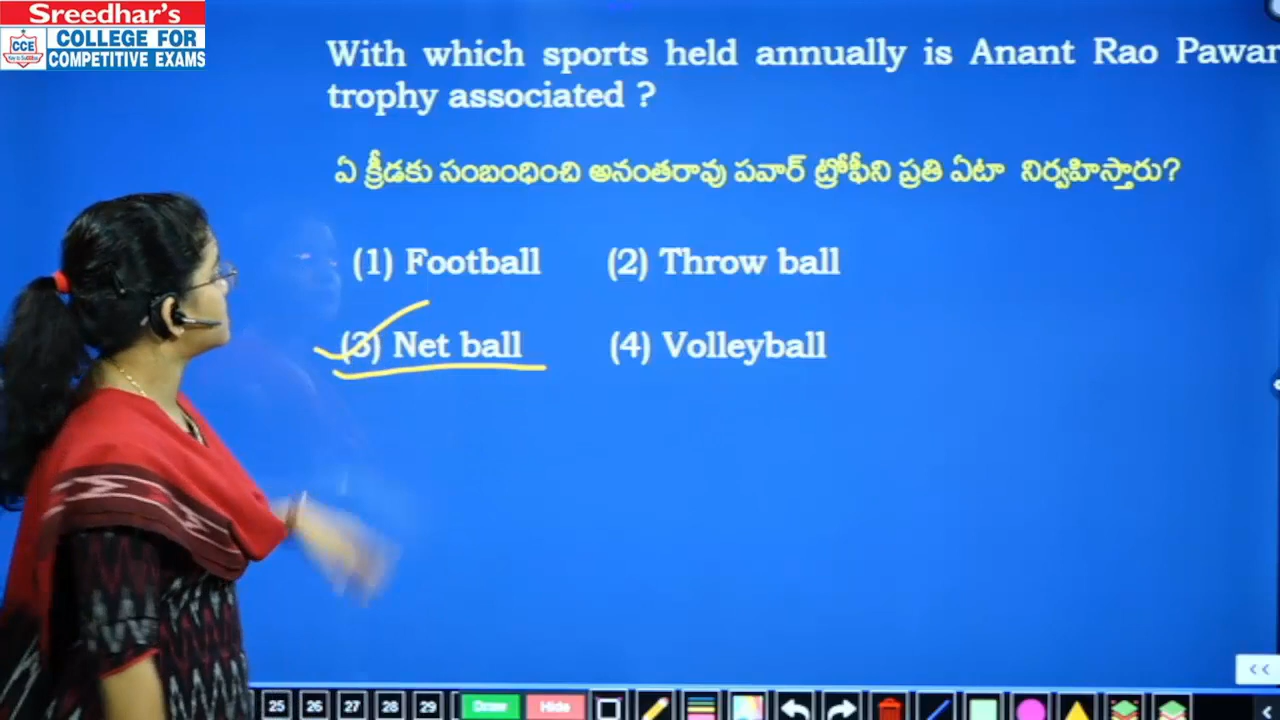 Sreedhar's
CCE
COLLEGE FOR
COMPETITIVE EXAMS
With which sports held annually is Anant Rao Pawar
trophy associated ?
ఏ క్రీడకు సంబంధించి అనంతరావు పవార్ ట్రోఫీని ప్రతి ఏటా నిర్వహిస్తారు?
(1) Football (2) Throw ball
(3) Net ball (4) Volleyball
<<
25 26 27 28 29 Draw Hide